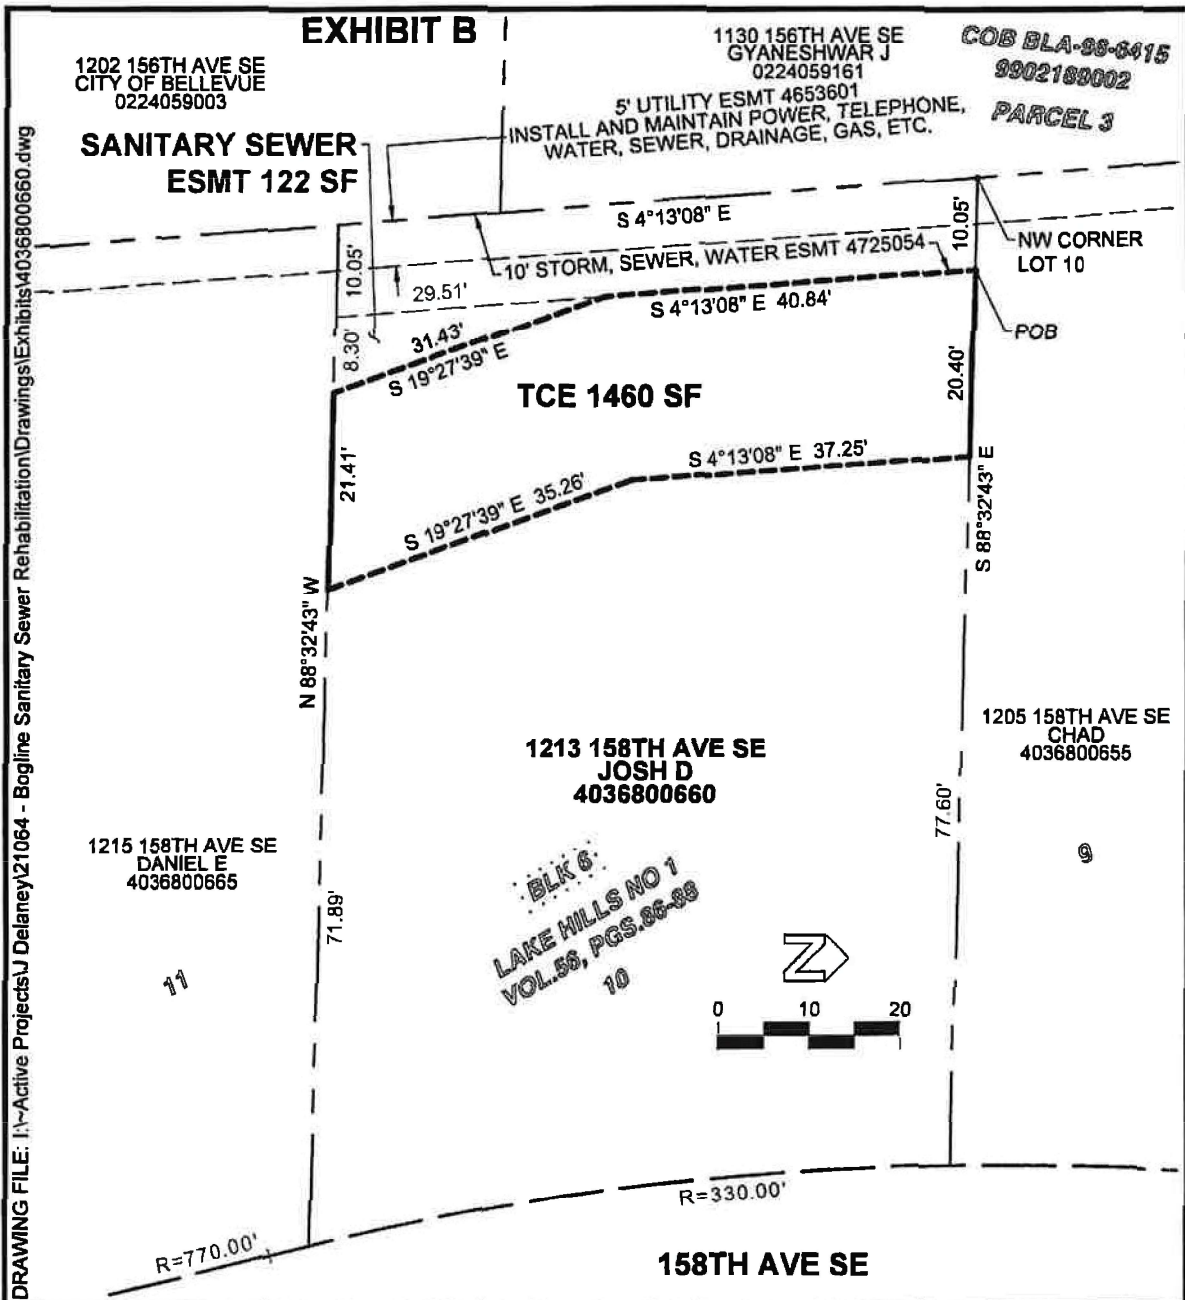 EXHIBIT B
1202 156TH AVE SE
CITY OF BELLEVUE
0224059003
1130 156TH AVE SE
GYANESHWAR J
0224059161
COB BLA-98-6415
9902189002
PARCEL 3
5' UTILITY ESMT 4653601
INSTALL AND MAINTAIN POWER, TELEPHONE,
WATER, SEWER, DRAINAGE, GAS, ETC.
SANITARY SEWER
ESMT 122 SF
S 4°13'08" E
10.05'
NW CORNER
LOT 10
10' STORM, SEWER, WATER ESMT 4725054
10.05'
29.51'
S 4°13'08" E 40.84'
POB
8.30'
31.43'
S 19°27'39" E
TCE 1460 SF
20.40'
21.41'
S 4°13'08" E 37.25'
S 19°27'39" E 35.26'
S 88°32'43" E
N 88°32'43" W
1213 158TH AVE SE
JOSH D
4036800660
1205 158TH AVE SE
CHAD
4036800655
77.60'
1215 158TH AVE SE
DANIEL E
4036800665
71.89'
9
BLK 6
LAKE HILLS NO 1
VOL.56, PGS.86-88
10
11
N
0 10 20
R=330.00'
R=770.00'
158TH AVE SE
DRAWING FILE: I:\~Active Projects\J Delaney\21064 - Bogline Sanitary Sewer Rehabilitation\Drawings\Exhibits\4036800660.dwg